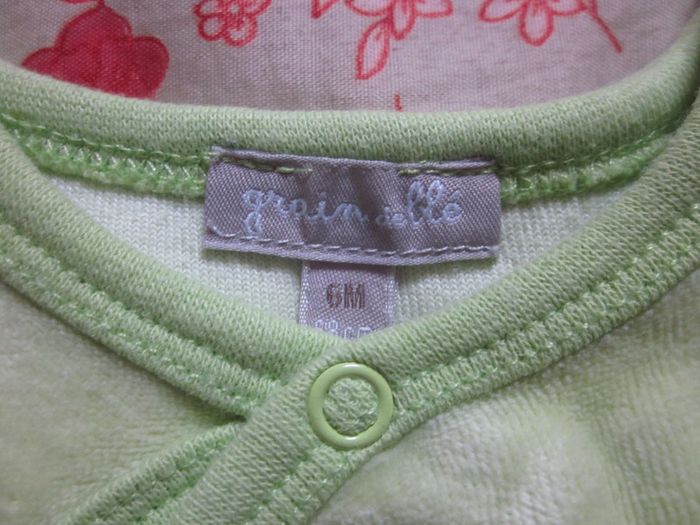 grain de blé
6M